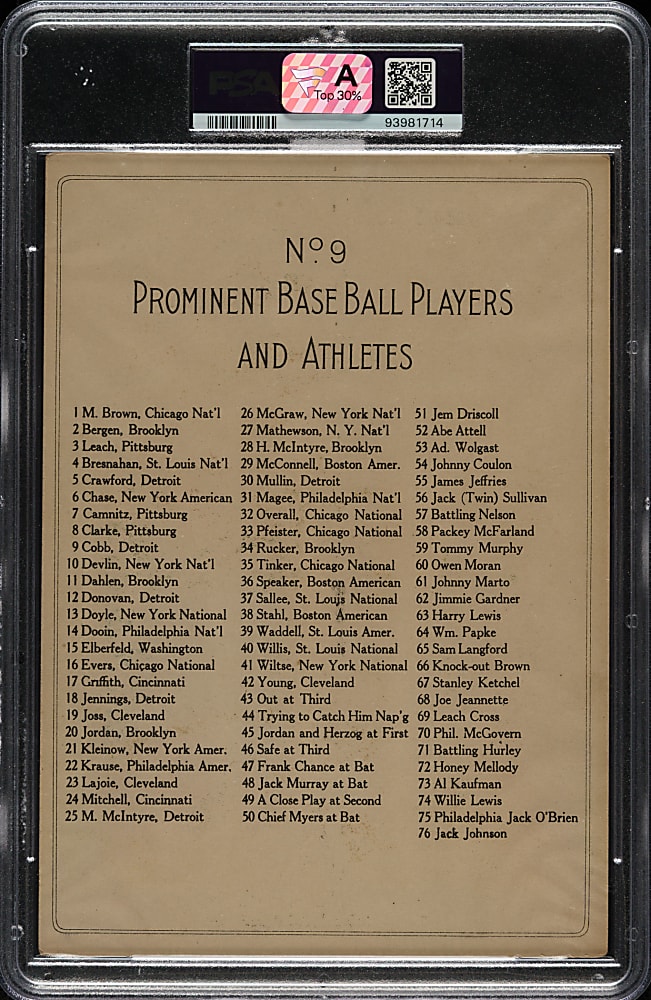 PSA
A
Top 30%
93981714
Nº 9
PROMINENT BASE BALL PLAYERS
AND ATHLETES
1 M. Brown, Chicago Nat'l
2 Bergen, Brooklyn
3 Leach, Pittsburg
4 Bresnahan, St. Louis Nat'l
5 Crawford, Detroit
6 Chase, New York American
7 Camnitz, Pittsburg
8 Clarke, Pittsburg
9 Cobb, Detroit
10 Devlin, New York Nat'l
11 Dahlen, Brooklyn
12 Donovan, Detroit
13 Doyle, New York National
14 Dooin, Philadelphia Nat'l
15 Elberfeld, Washington
16 Evers, Chicago National
17 Griffith, Cincinnati
18 Jennings, Detroit
19 Joss, Cleveland
20 Jordan, Brooklyn
21 Kleinow, New York Amer.
22 Krause, Philadelphia Amer.
23 Lajoie, Cleveland
24 Mitchell, Cincinnati
25 M. McIntyre, Detroit
26 McGraw, New York Nat'l
27 Mathewson, N. Y. Nat'l
28 H. McIntyre, Brooklyn
29 McConnell, Boston Amer.
30 Mullin, Detroit
31 Magee, Philadelphia Nat'l
32 Overall, Chicago National
33 Pfeister, Chicago National
34 Rucker, Brooklyn
35 Tinker, Chicago National
36 Speaker, Boston American
37 Sallee, St. Louis National
38 Stahl, Boston American
39 Waddell, St. Louis Amer.
40 Willis, St. Louis National
41 Wiltse, New York National
42 Young, Cleveland
43 Out at Third
44 Trying to Catch Him Nap'g
45 Jordan and Herzog at First
46 Safe at Third
47 Frank Chance at Bat
48 Jack Murray at Bat
49 A Close Play at Second
50 Chief Myers at Bat
51 Jem Driscoll
52 Abe Attell
53 Ad. Wolgast
54 Johnny Coulon
55 James Jeffries
56 Jack (Twin) Sullivan
57 Battling Nelson
58 Packey McFarland
59 Tommy Murphy
60 Owen Moran
61 Johnny Marto
62 Jimmie Gardner
63 Harry Lewis
64 Wm. Papke
65 Sam Langford
66 Knock-out Brown
67 Stanley Ketchel
68 Joe Jeannette
69 Leach Cross
70 Phil. McGovern
71 Battling Hurley
72 Honey Mellody
73 Al Kaufman
74 Willie Lewis
75 Philadelphia Jack O'Brien
76 Jack Johnson